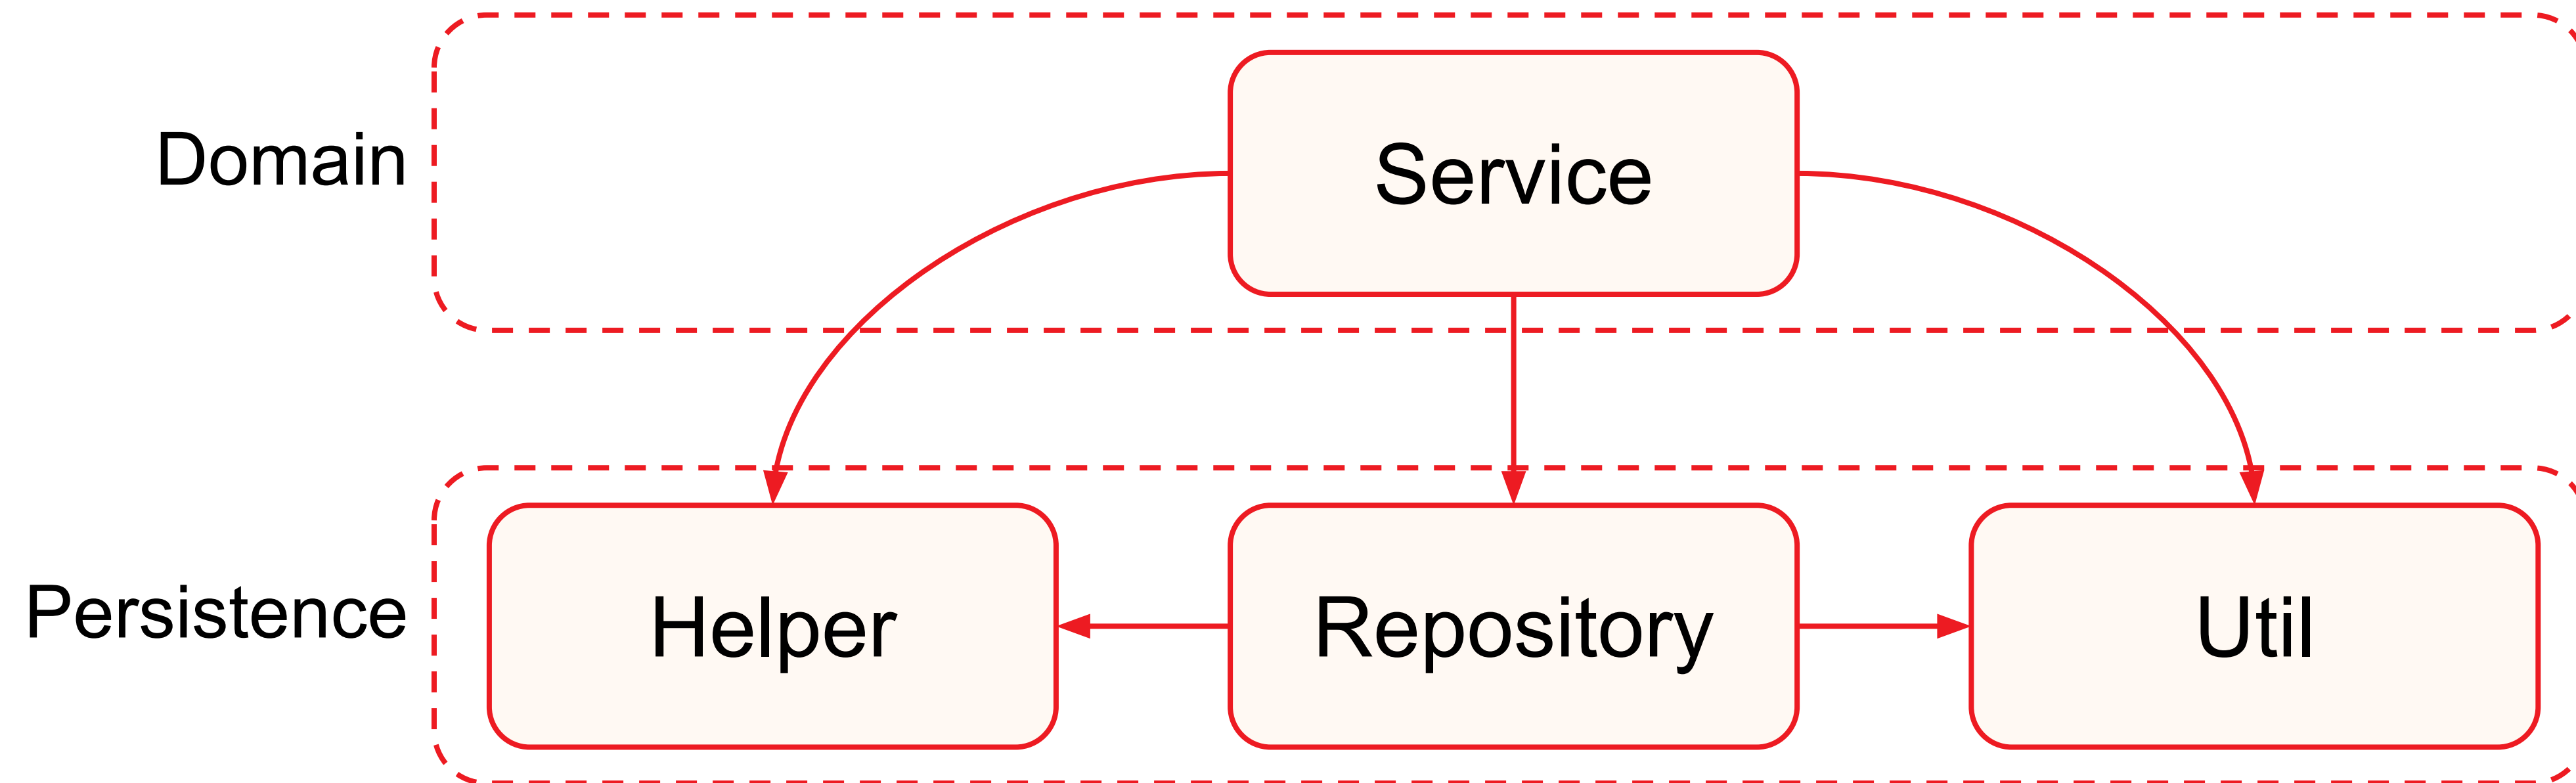 Domain
Service
Persistence
Helper
Repository
Util